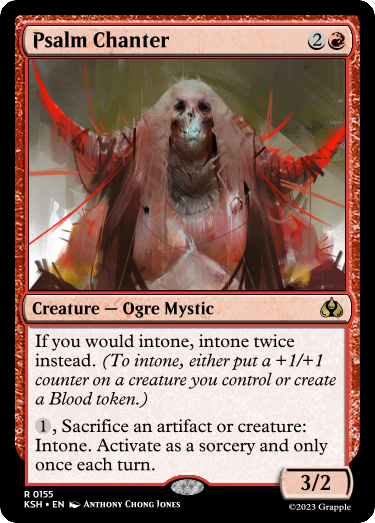 Psalm Chanter 2
Creature — Ogre Mystic
If you would intone, intone twice
instead. (To intone, either put a +1/+1
counter on a creature you control or create
a Blood token.)
1, Sacrifice an artifact or creature:
Intone. Activate as a sorcery and only
once each turn.
3/2
R 0155
KSH • EN Anthony Chong Jones
©2023 Grapple